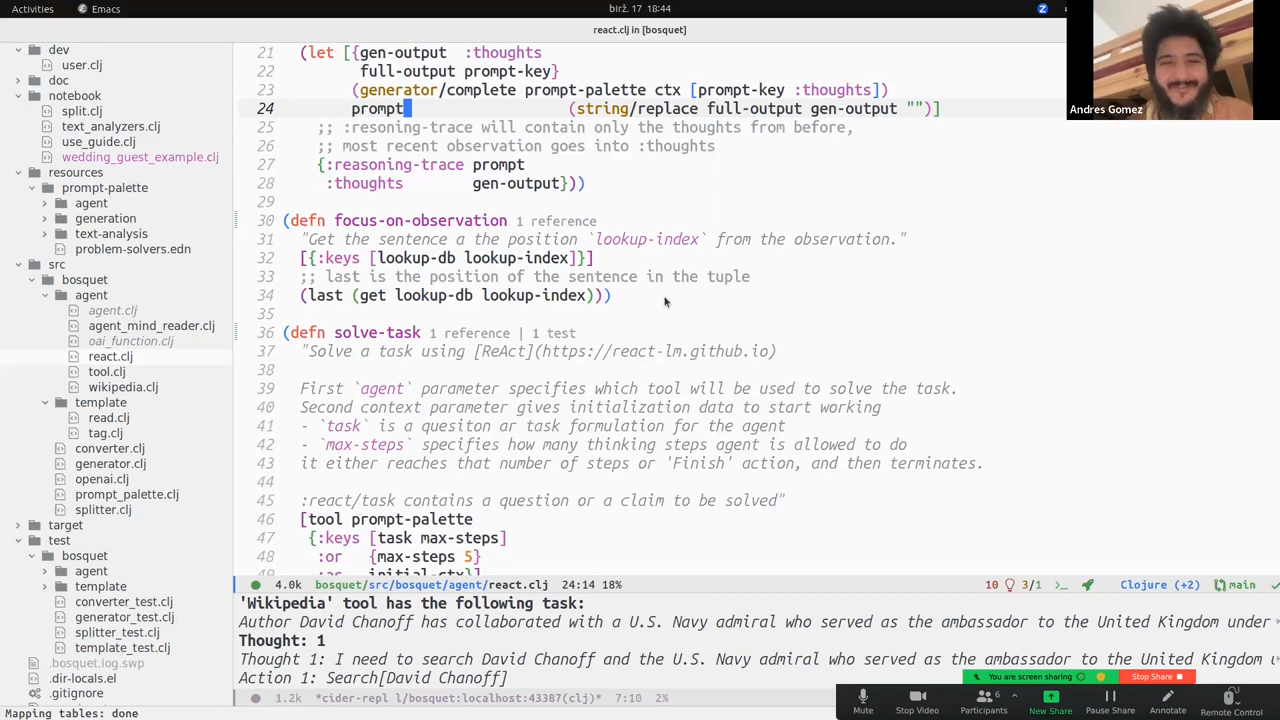 Activities
Emacs
birž. 17 18:44
react.clj in [bosquet]
Andres Gomez
dev
user.clj
doc
notebook
split.clj
text_analyzers.clj
use_guide.clj
wedding_guest_example.clj
resources
prompt-palette
agent
generation
text-analysis
problem-solvers.edn
src
bosquet
agent
agent.clj
agent_mind_reader.clj
oai_function.clj
react.clj
tool.clj
wikipedia.clj
template
read.clj
tag.clj
converter.clj
generator.clj
openai.clj
prompt_palette.clj
splitter.clj
target
test
bosquet
agent
template
converter_test.clj
generator_test.clj
splitter_test.clj
template_test.clj
.bosquet.iog.swp
.dir-locals.el
.gitignore
21 (let [{gen-output :thoughts
22 full-output prompt-key}
23 (generator/complete prompt-palette ctx [prompt-key :thoughts])
24 prompt (string/replace full-output gen-output "")]
25 ;; :resoning-trace will contain only the thoughts from before,
26 ;; most recent observation goes into :thoughts
27 {:reasoning-trace prompt
28 :thoughts gen-output}))
29
30 (defn focus-on-observation 1 reference
31 "Get the sentence a the position `lookup-index` from the observation."
32 [{:keys [lookup-db lookup-index]}]
33 ;; last is the position of the sentence in the tuple
34 (last (get lookup-db lookup-index)))
35
36 (defn solve-task 1 reference | 1 test
37 "Solve a task using [ReAct](https://react-lm.github.io)
38
39 First `agent` parameter specifies which tool will be used to solve the task.
40 Second context parameter gives initialization data to start working
41 - `task` is a quesiton ar task formulation for the agent
42 - `max-steps` specifies how many thinking steps agent is allowed to do
43 it either reaches that number of steps or 'Finish' action, and then terminates.
44
45 :react/task contains a question or a claim to be solved"
46 [tool prompt-palette
47 {:keys [task max-steps]
48 :or {max-steps 5}
:as initial-ctx}]
4.0k bosquet/src/bosquet/agent/react.clj 24:14 18% 10 3/1 >_ Clojure (+2) main
'Wikipedia' tool has the following task:
Author David Chanoff has collaborated with a U.S. Navy admiral who served as the ambassador to the United Kingdom under
Thought: 1
Thought 1: I need to search David Chanoff and the U.S. Navy admiral who served as the ambassador to the United Kingdom u
Action 1: Search[David Chanoff]
You are screen sharing
Stop Share
1.2k *cider-repl l/bosquet:localhost:43387(clj)* 7:10 2%
Mapping tables: done
Mute
Stop Video
Participants 6
New Share
Pause Share
Annotate
Remote Control